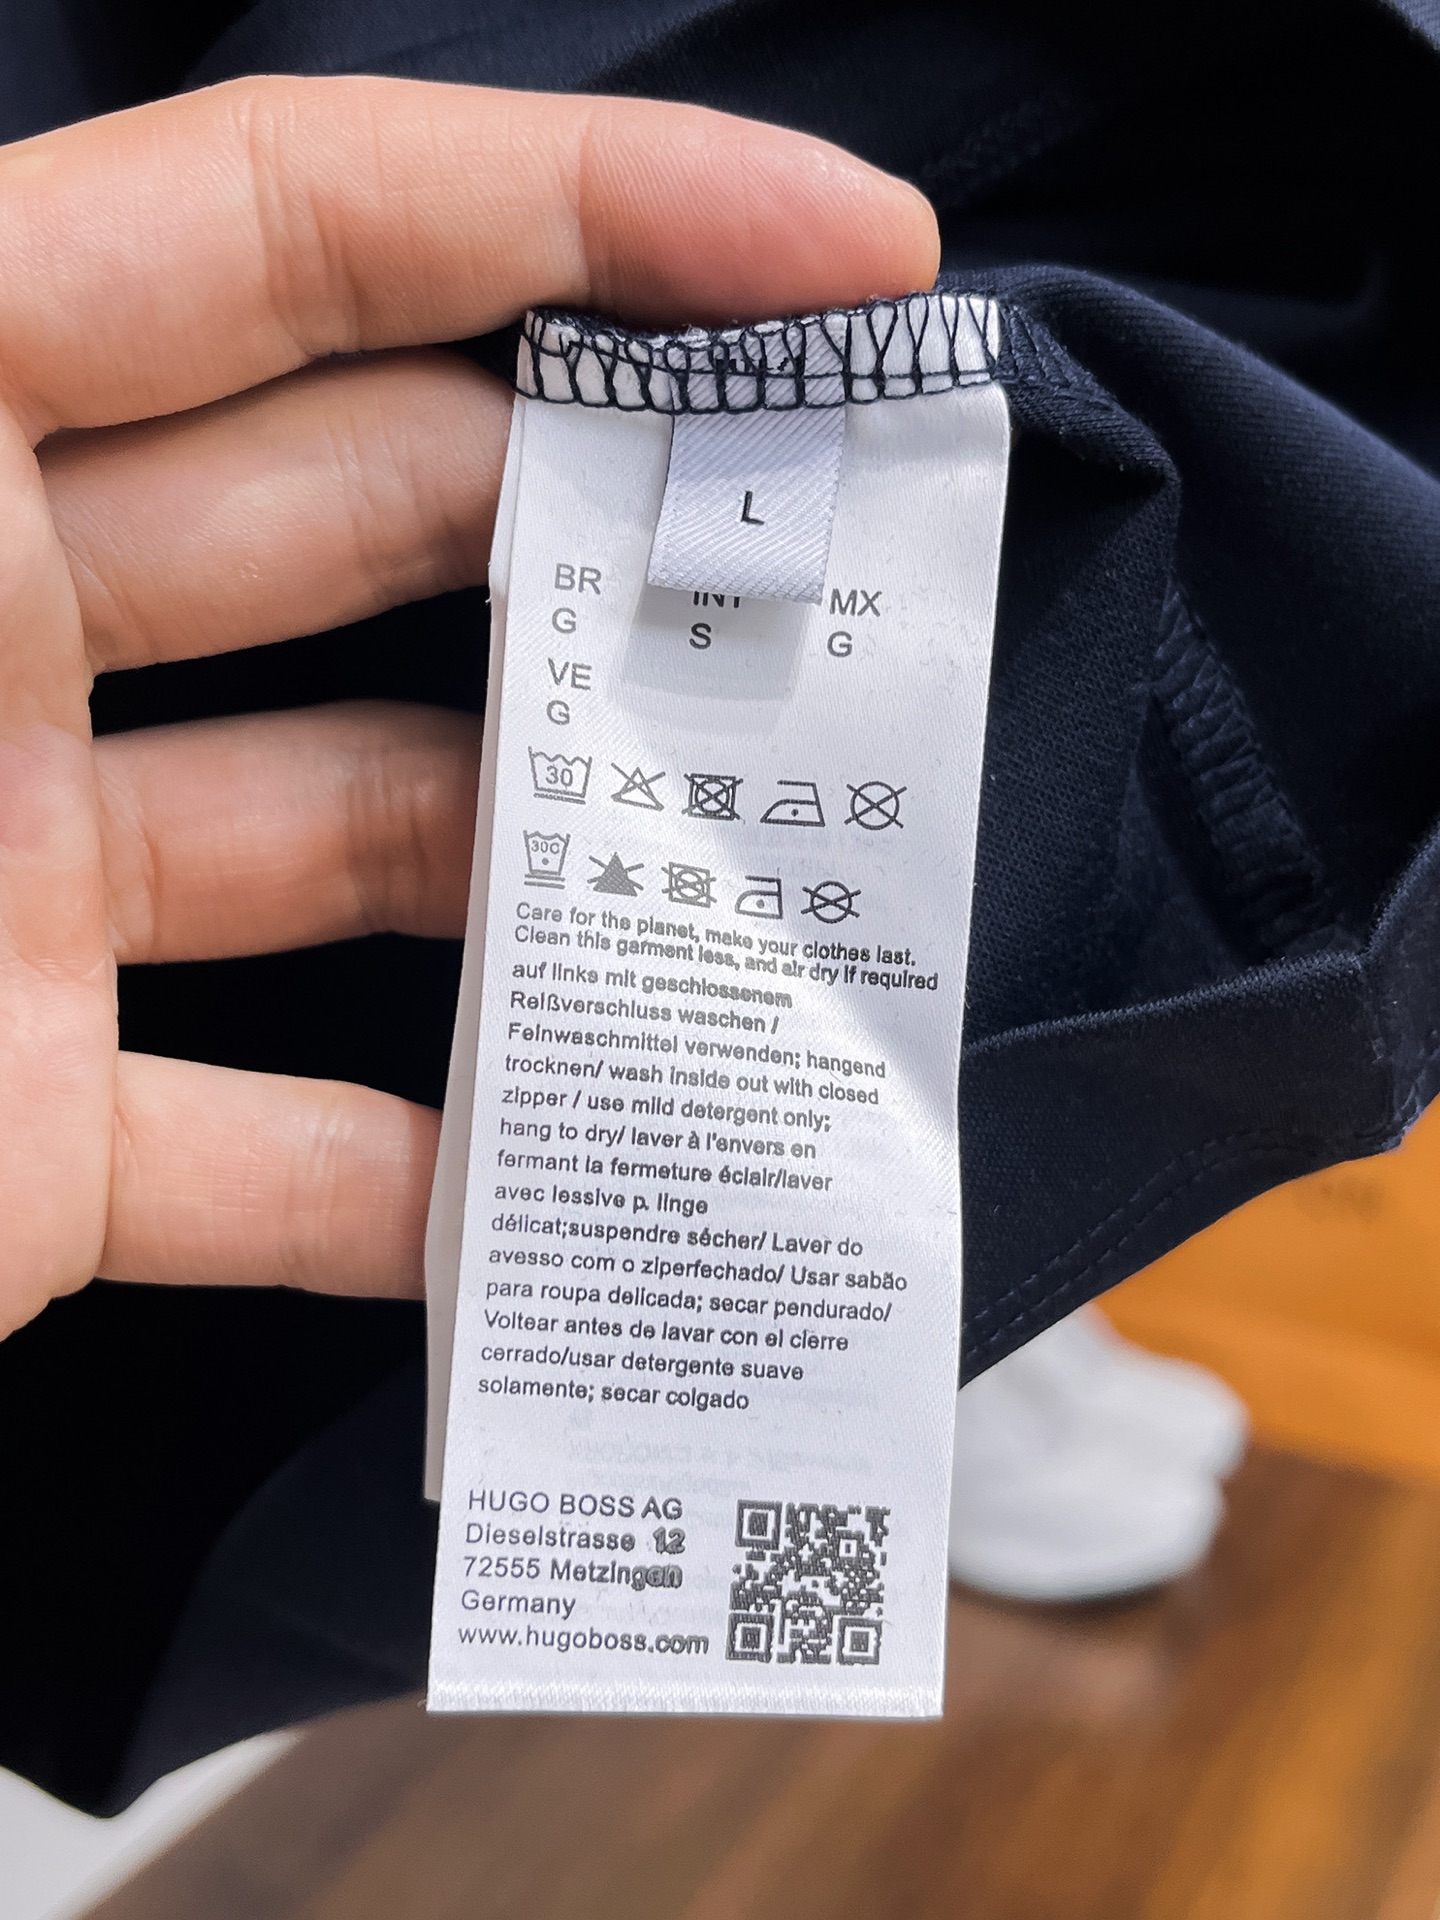 L
BR INT MX
G S G
VE
G
30
30C
Care for the planet, make your clothes last.
Clean this garment less, and air dry if required
auf links mit geschlossenem
Reißverschluss waschen /
Feinwaschmittel verwenden; hangend
trocknen/ wash inside out with closed
zipper / use mild detergent only;
hang to dry/ laver à l'envers en
fermant la fermeture éclair/laver
avec lessive p. linge
délicat;suspendre sécher/ Laver do
avesso com o ziperfechado/ Usar sabão
para roupa delicada; secar pendurado/
Voltear antes de lavar con el cierre
cerrado/usar detergente suave
solamente; secar colgado
HUGO BOSS AG
Dieselstrasse 12
72555 Metzingen
Germany
www.hugoboss.com